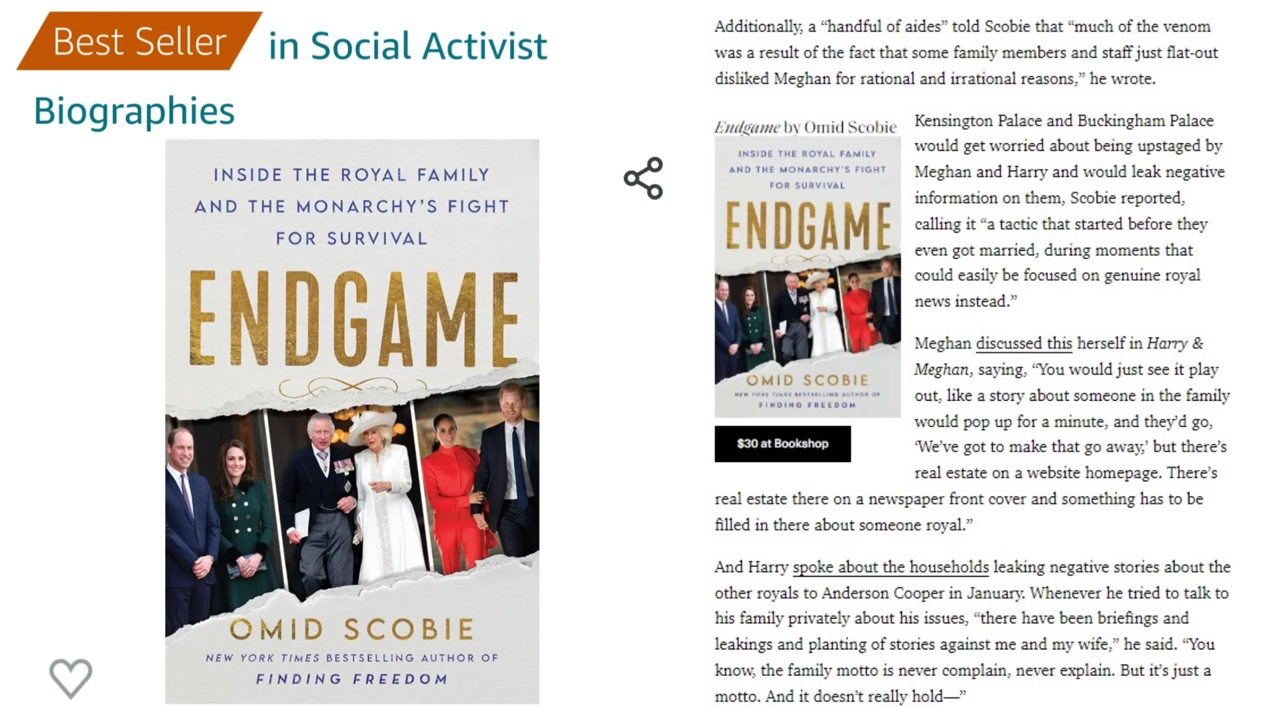 Best Seller in Social Activist
Biographies
INSIDE THE ROYAL FAMILY
AND THE MONARCHY'S FIGHT
FOR SURVIVAL
ENDGAME
OMID SCOBIE
NEW YORK TIMES BESTSELLING AUTHOR OF
FINDING FREEDOM
Additionally, a “handful of aides” told Scobie that “much of the venom
was a result of the fact that some family members and staff just flat-out
disliked Meghan for rational and irrational reasons,” he wrote.
Endgame by Omid Scobie
INSIDE THE ROYAL FAMILY
AND THE MONARCHY'S FIGHT
FOR SURVIVAL
ENDGAME
OMID SCOBIE
NEW YORK TIMES BESTSELLING AUTHOR OF
FINDING FREEDOM
$30 at Bookshop
Kensington Palace and Buckingham Palace
would get worried about being upstaged by
Meghan and Harry and would leak negative
information on them, Scobie reported,
calling it “a tactic that started before they
even got married, during moments that
could easily be focused on genuine royal
news instead.”
Meghan discussed this herself in Harry &
Meghan, saying, “You would just see it play
out, like a story about someone in the family
would pop up for a minute, and they’d go,
‘We’ve got to make that go away,’ but there’s
real estate on a website homepage. There’s
real estate there on a newspaper front cover and something has to be
filled in there about someone royal.”
And Harry spoke about the households leaking negative stories about the
other royals to Anderson Cooper in January. Whenever he tried to talk to
his family privately about his issues, “there have been briefings and
leakings and planting of stories against me and my wife,” he said. “You
know, the family motto is never complain, never explain. But it’s just a
motto. And it doesn’t really hold—”